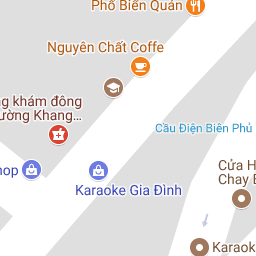 Phố Biển Quán
Nguyên Chất Coffe
ng khám đông
ường Khang...
Cầu Điện Biên Phủ
Cửa H
Chay B
hop
Karaoke Gia Đình
Karaok